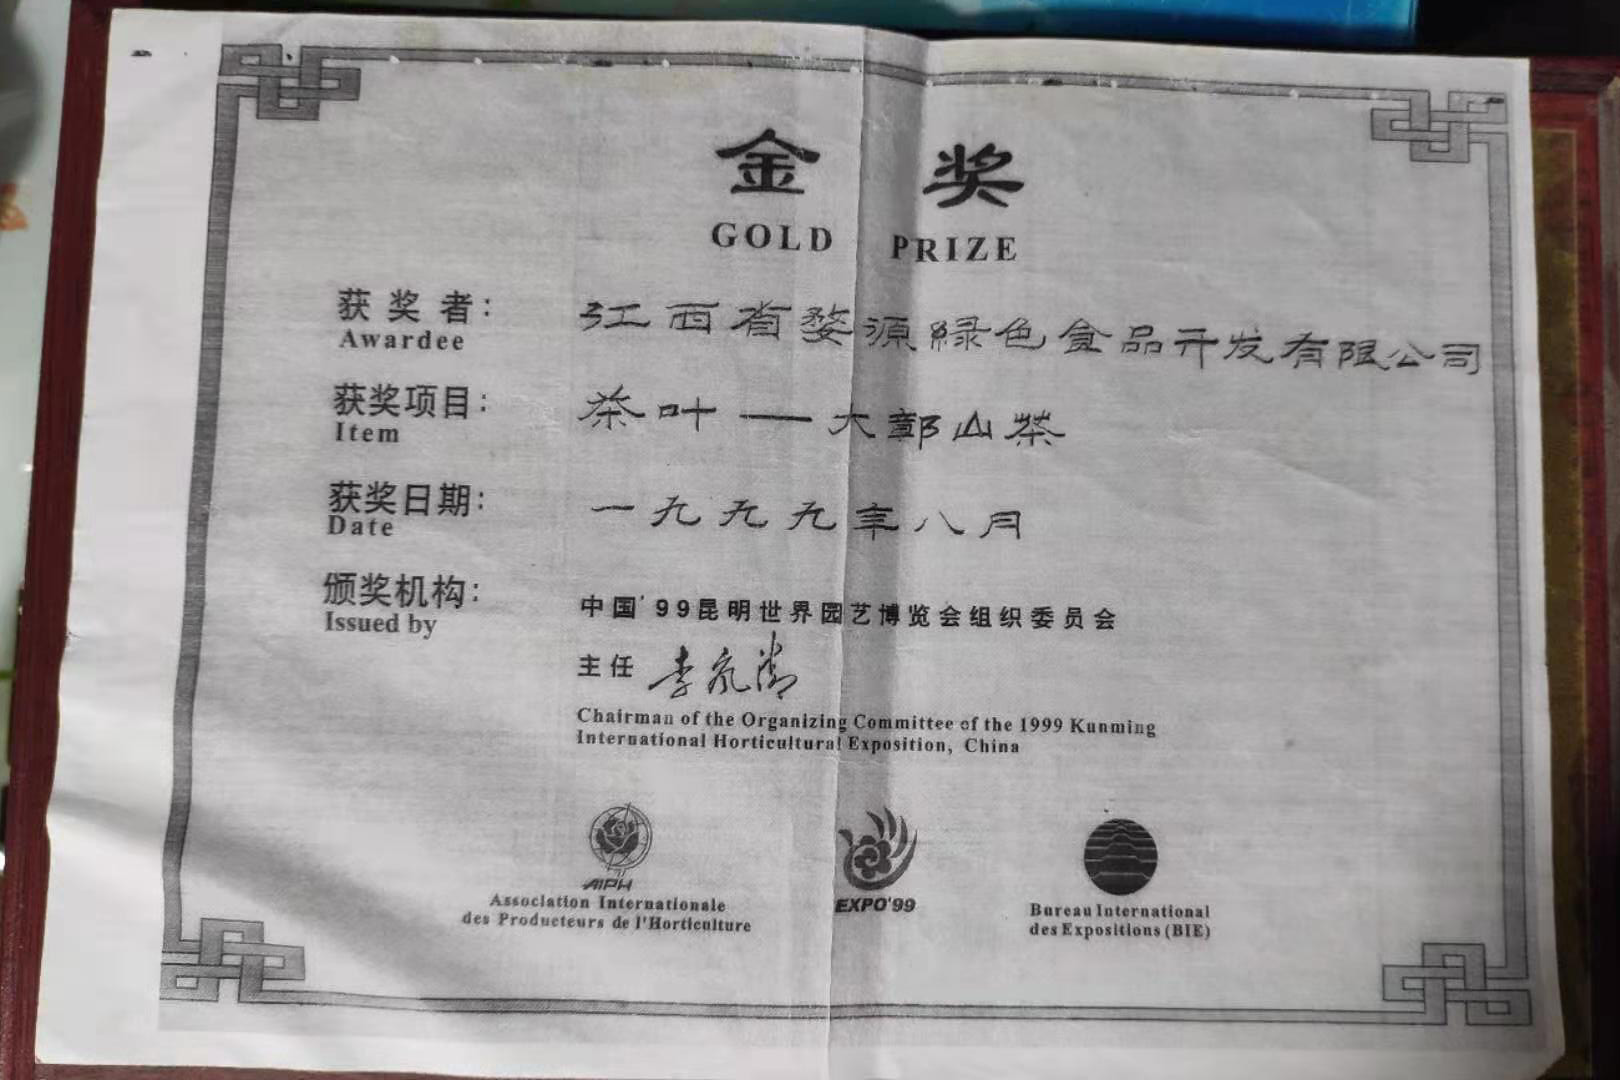 金 奖
GOLD PRIZE
获奖者: 江西省婺源綠色食品开发有限公司
Awardee
获奖项目: 茶叶——大鄣山茶
Item
获奖日期: 一九九九年八月
Date
颁奖机构: 中国'99昆明世界园艺博览会组织委员会
Issued by
主任 李岚清
Chairman of the Organizing Committee of the 1999 Kunming
International Horticultural Exposition, China
AIPH
Association Internationale
des Producteurs de l'Horticulture
EXPO'99
Bureau International
des Expositions (BIE)